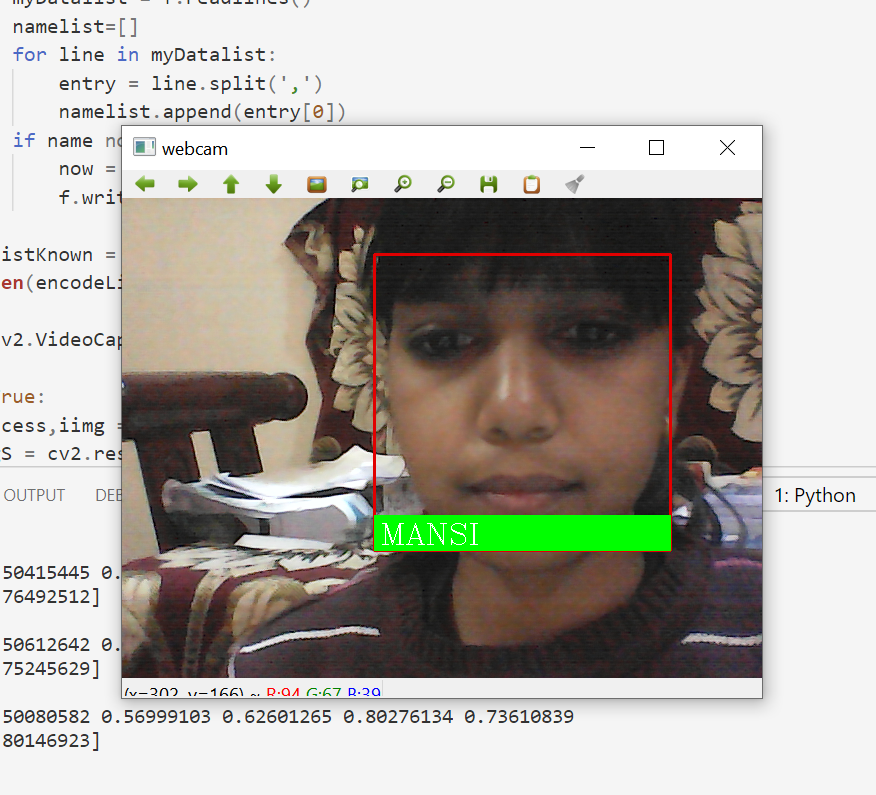 myDatalist = f.readlines()
namelist=[]
for line in myDatalist:
entry = line.split(',')
namelist.append(entry[0])
if name
now =
f.writ
webcam
istKnown =
en(encodeLi
v2.VideoCap
rue:
cess,iimg =
S = cv2.res
OUTPUT DEB
1: Python
MANSI
50415445 0.
76492512]
50612642 0.
75245629]
(x=302, y=166) ~ R:94 G:67 B:39
50080582 0.56999103 0.62601265 0.80276134 0.73610839
80146923]